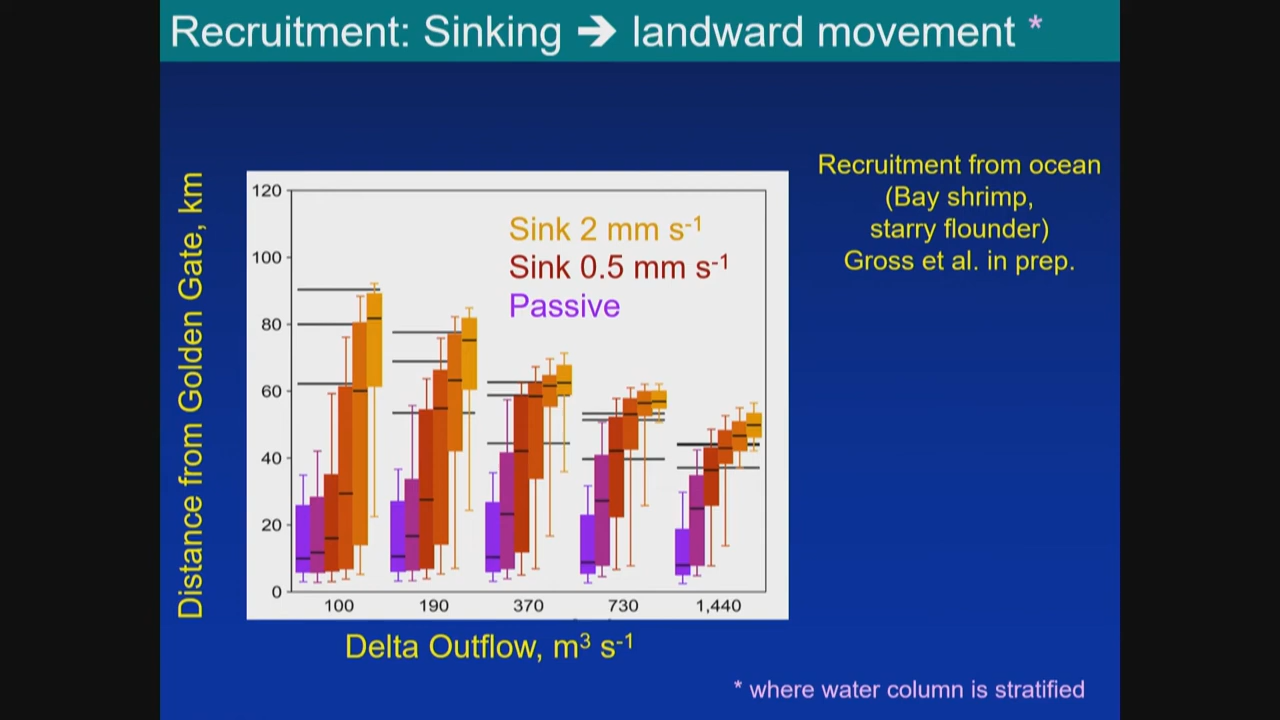 Recruitment: Sinking ➔ landward movement *
Recruitment from ocean
(Bay shrimp,
starry flounder)
Gross et al. in prep.
Distance from Golden Gate, km
120
100
80
60
40
20
0
Sink 2 mm s⁻¹
Sink 0.5 mm s⁻¹
Passive
100 190 370 730 1,440
Delta Outflow, m³ s⁻¹
* where water column is stratified